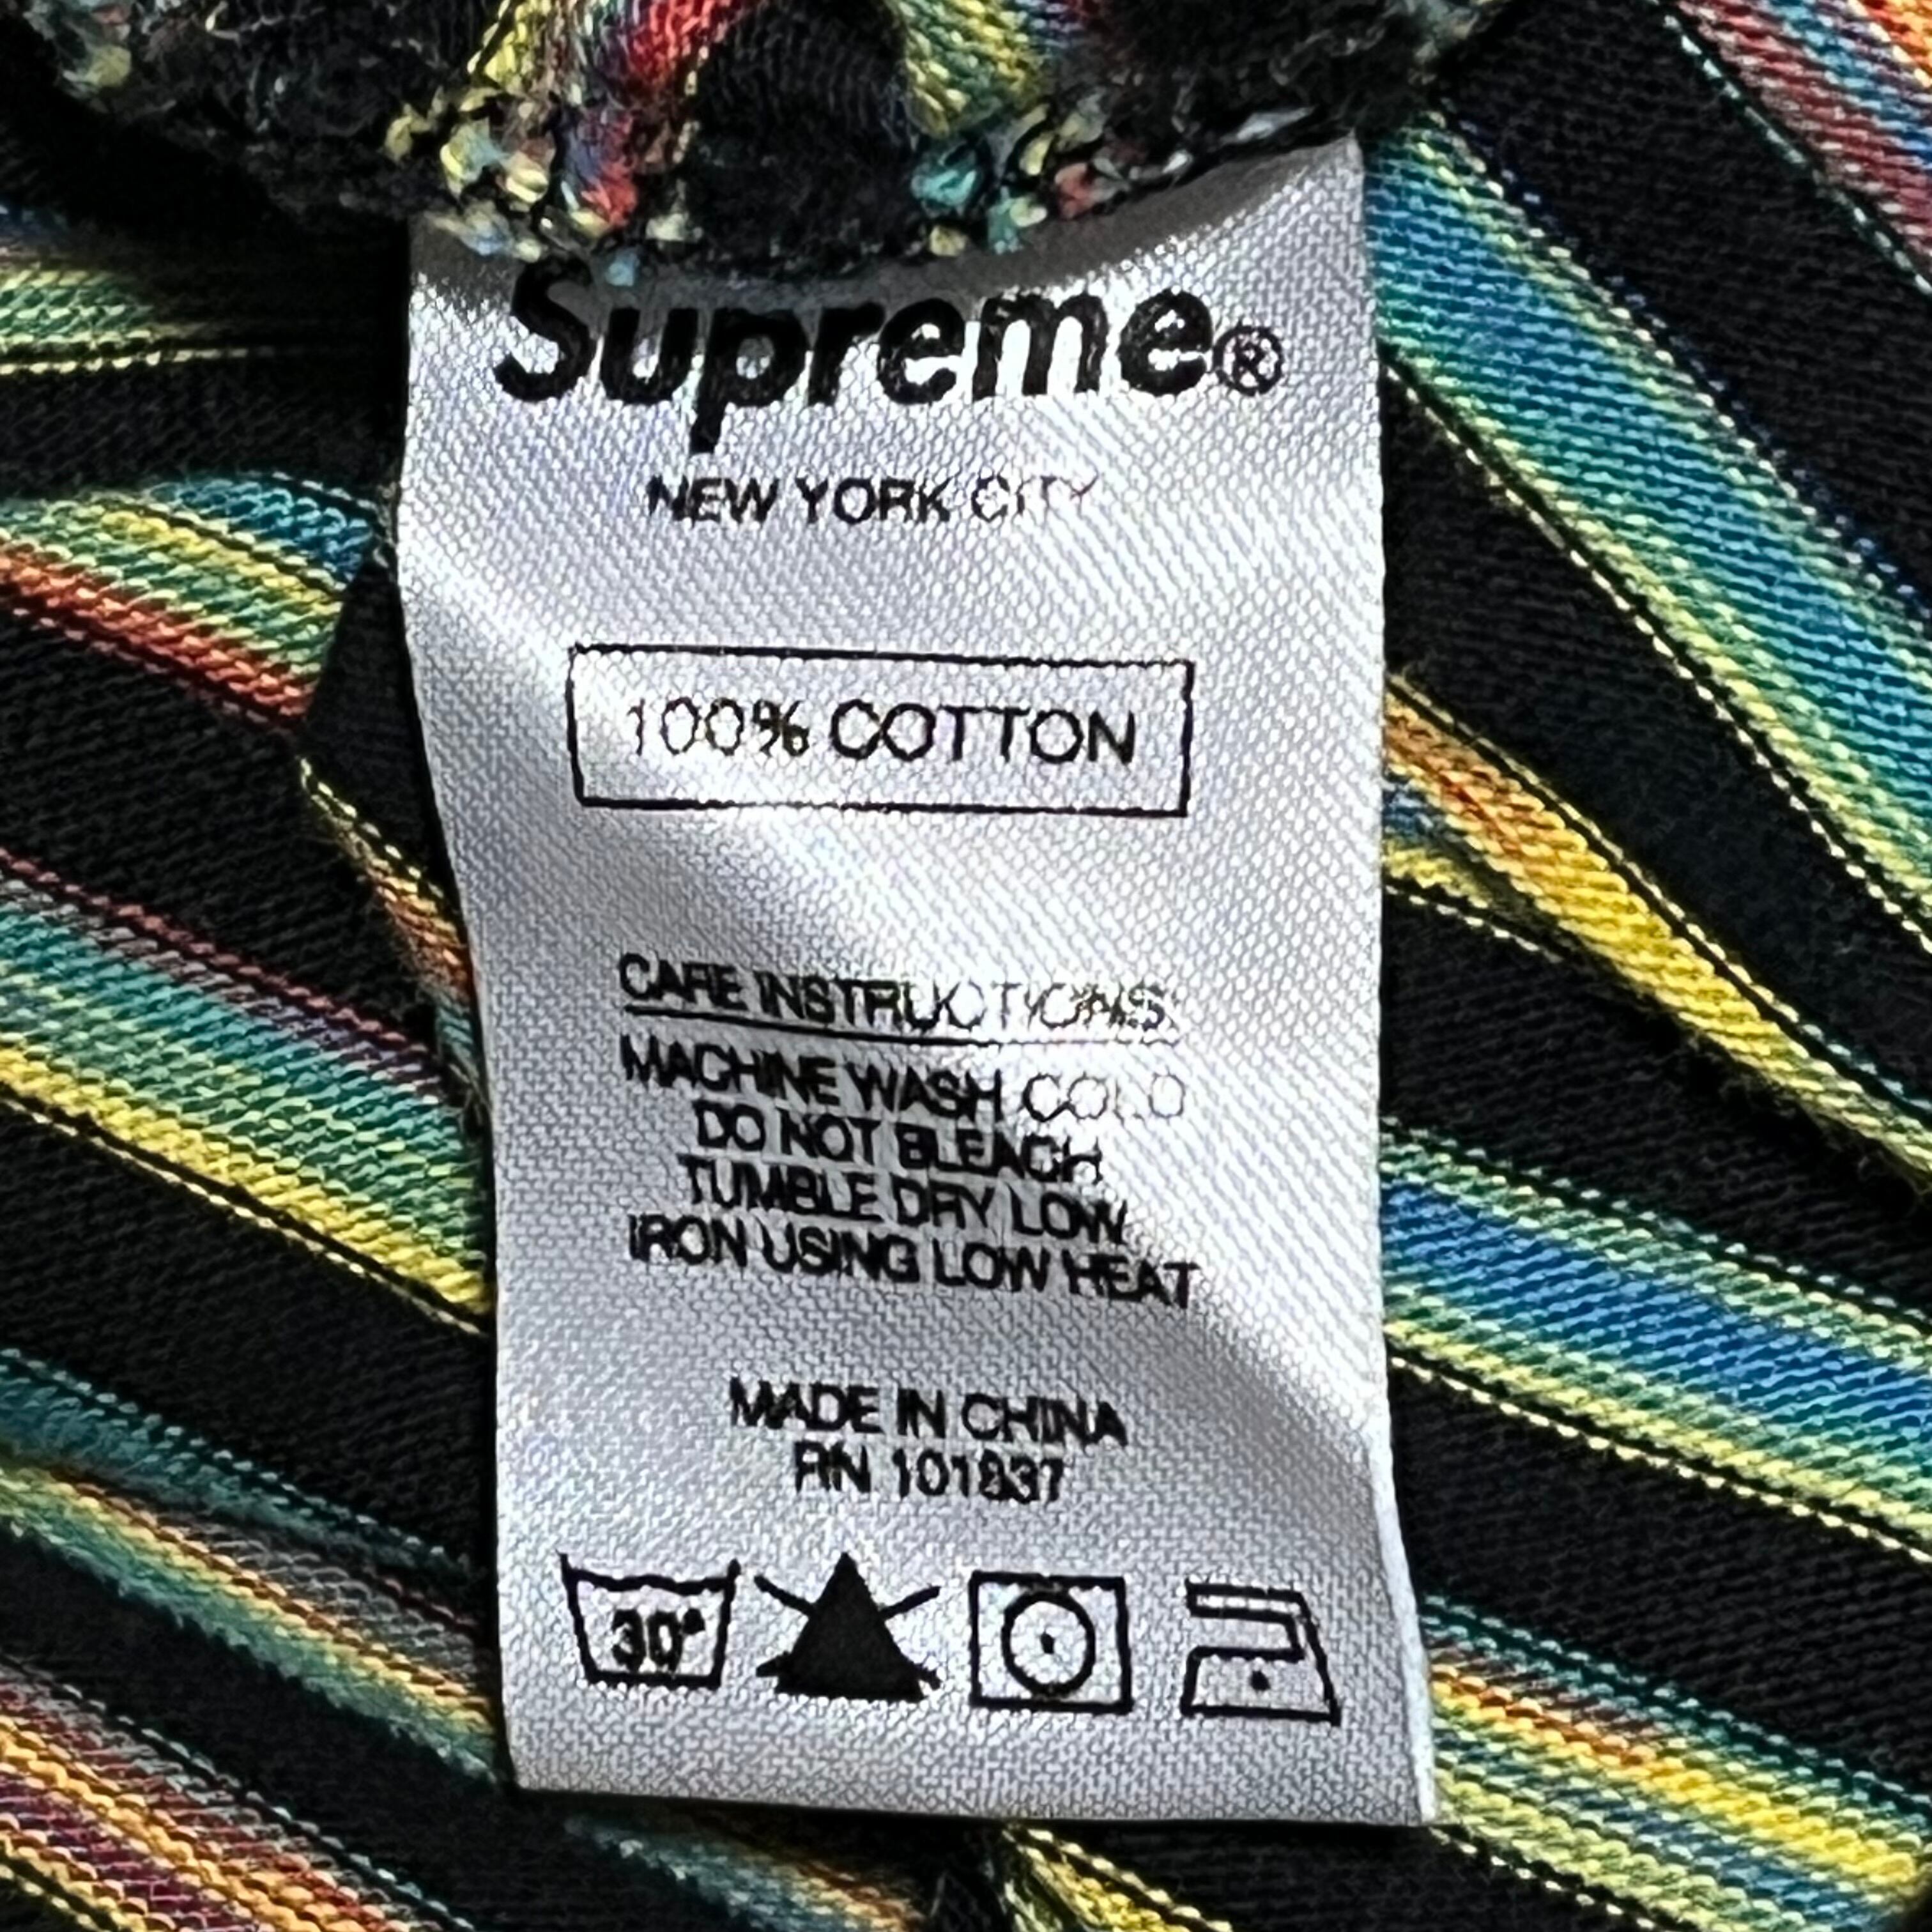 Supreme®
NEW YORK CITY
100% COTTON
CARE INSTRUCTIONS:
MACHINE WASH COLD
DO NOT BLEACH
TUMBLE DRY LOW
IRON USING LOW HEAT
MADE IN CHINA
RN 101837
30°